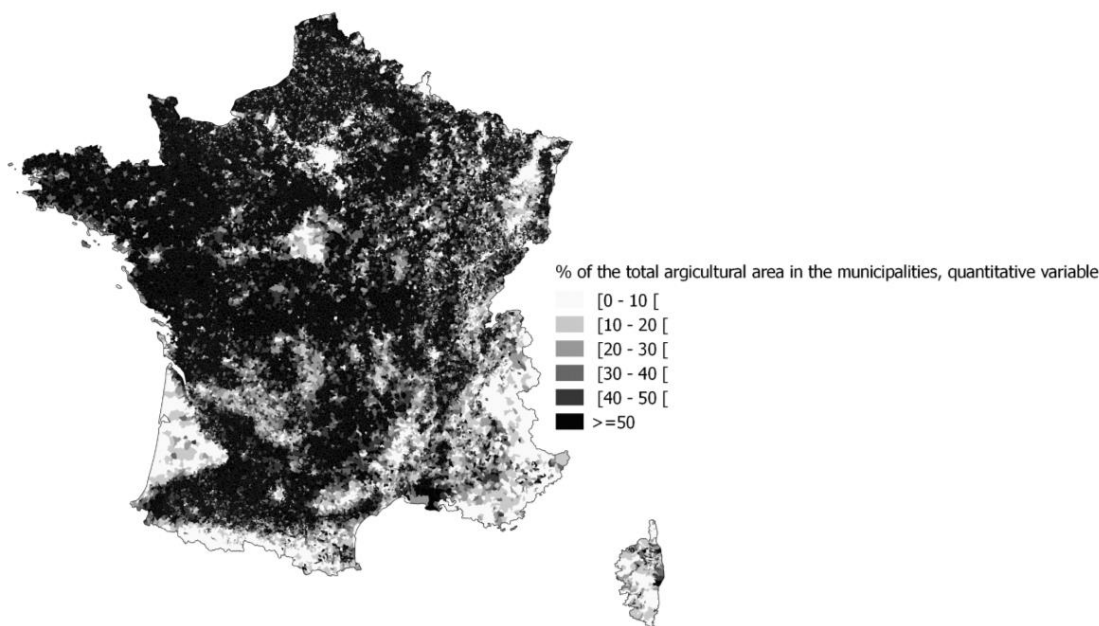 % of the total argicultural area in the municipalities, quantitative variable
[0 - 10 [
[10 - 20 [
[20 - 30 [
[30 - 40 [
[40 - 50 [
>=50